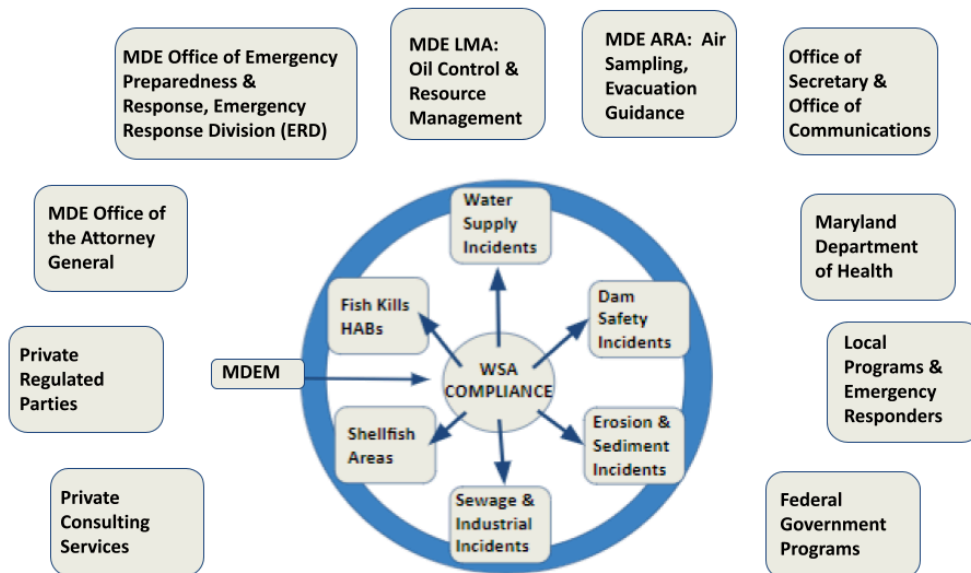 MDE Office of Emergency
Preparedness &
Response, Emergency
Response Division (ERD)
MDE LMA:
Oil Control &
Resource
Management
MDE ARA:  Air
Sampling,
Evacuation
Guidance
Office of
Secretary &
Office of
Communications
MDE Office of
the Attorney
General
Water
Supply
Incidents
Maryland
Department
of Health
Fish Kills
HABs
Dam
Safety
Incidents
Private
Regulated
Parties
MDEM
WSA
COMPLIANCE
Local
Programs &
Emergency
Responders
Shellfish
Areas
Erosion &
Sediment
Incidents
Private
Consulting
Services
Sewage &
Industrial
Incidents
Federal
Government
Programs